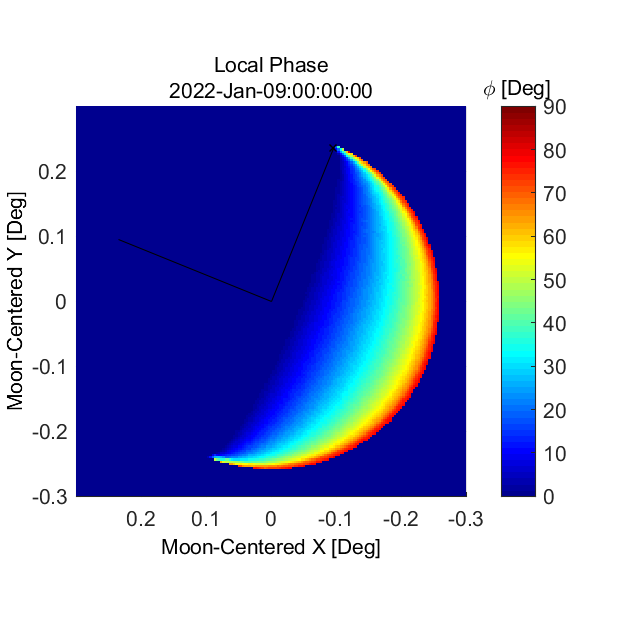 Local Phase
2022-Jan-09:00:00:00:00
ϕ [Deg]
Moon-Centered Y [Deg]
0.2
0.1
0
-0.1
-0.2
-0.3
0.2 0.1 0 -0.1 -0.2 -0.3
Moon-Centered X [Deg]
90
80
70
60
50
40
30
20
10
0